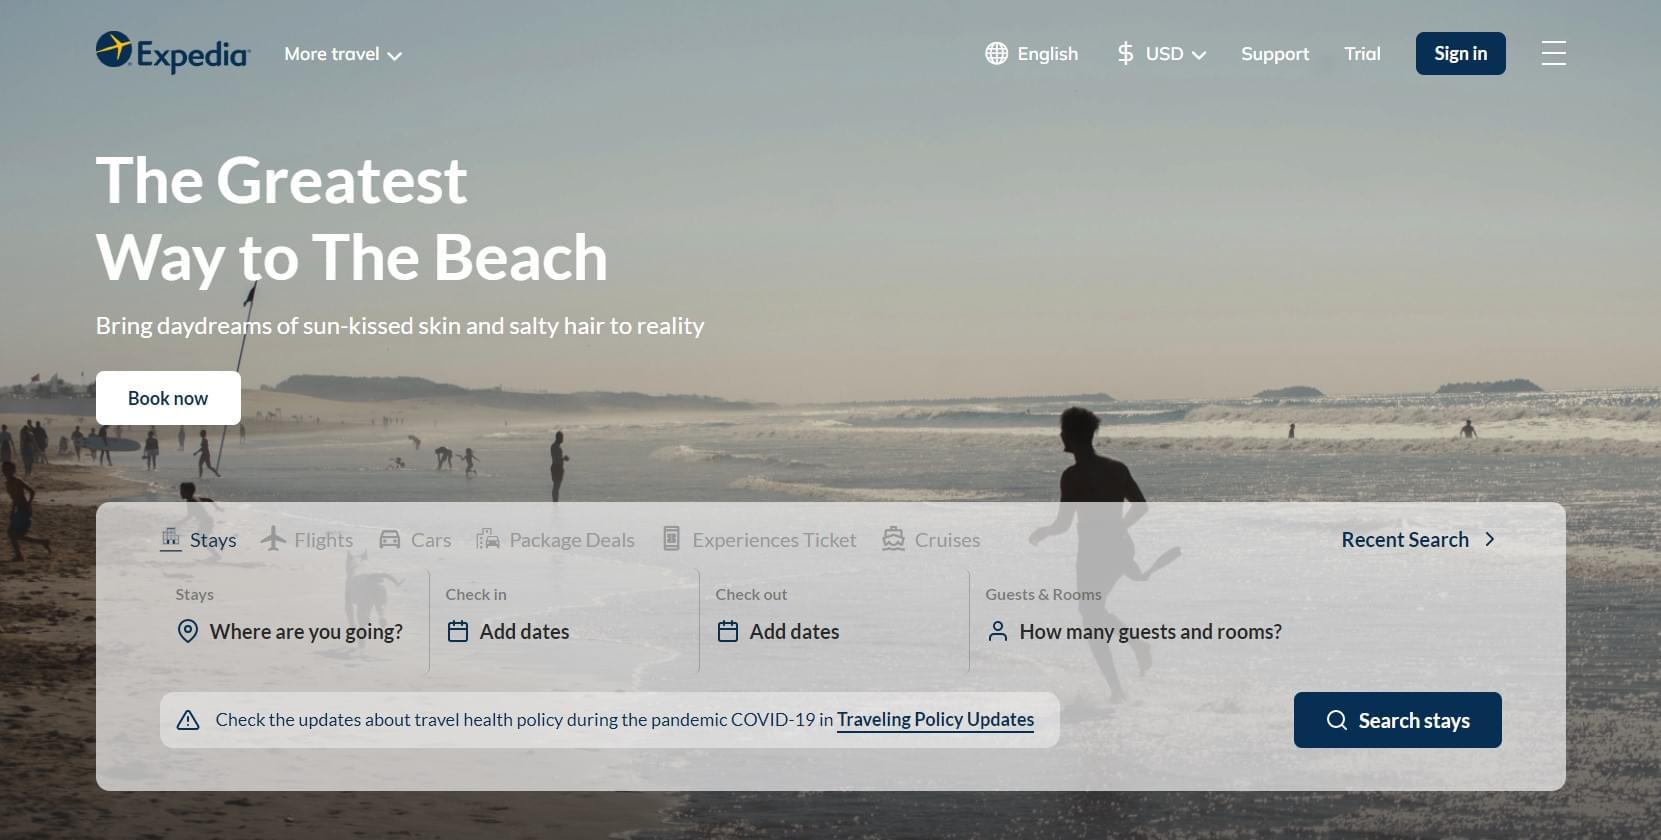 Expedia
More travel
English
USD
Support
Trial
Sign in
The Greatest
Way to The Beach
Bring daydreams of sun-kissed skin and salty hair to reality
Book now
Stays
Flights
Cars
Package Deals
Experiences Ticket
Cruises
Recent Search
Stays
Where are you going?
Check in
Add dates
Check out
Add dates
Guests & Rooms
How many guests and rooms?
Check the updates about travel health policy during the pandemic COVID-19 in Traveling Policy Updates
Search stays